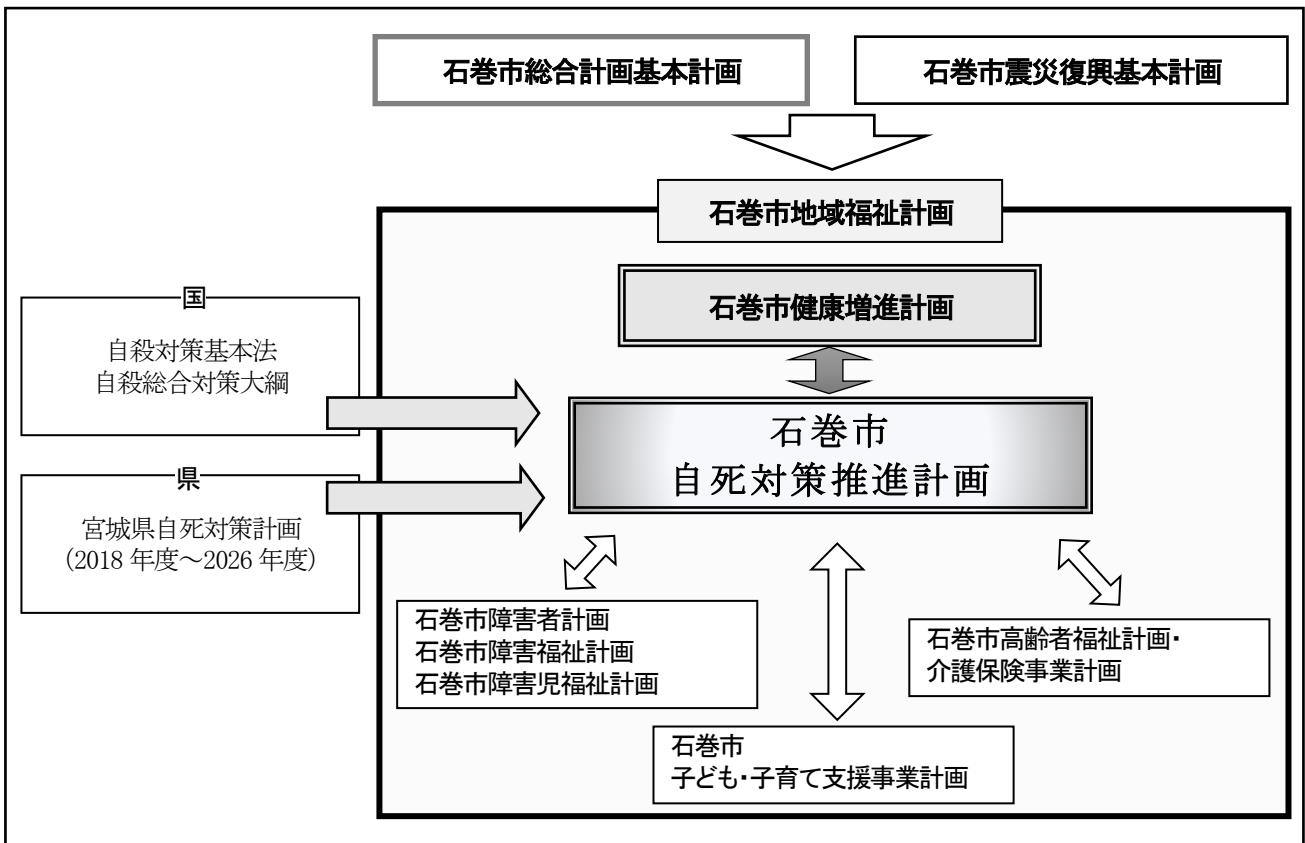 石巻市総合計画基本計画
石巻市震災復興基本計画
石巻市地域福祉計画
石巻市健康増進計画
国
自殺対策基本法
自殺総合対策大綱
石巻市
自死対策推進計画
県
宮城県自死対策計画
（2018 年度～2026 年度）
石巻市障害者計画
石巻市障害福祉計画
石巻市障害児福祉計画
石巻市高齢者福祉計画・
介護保険事業計画
石巻市
子ども・子育て支援事業計画